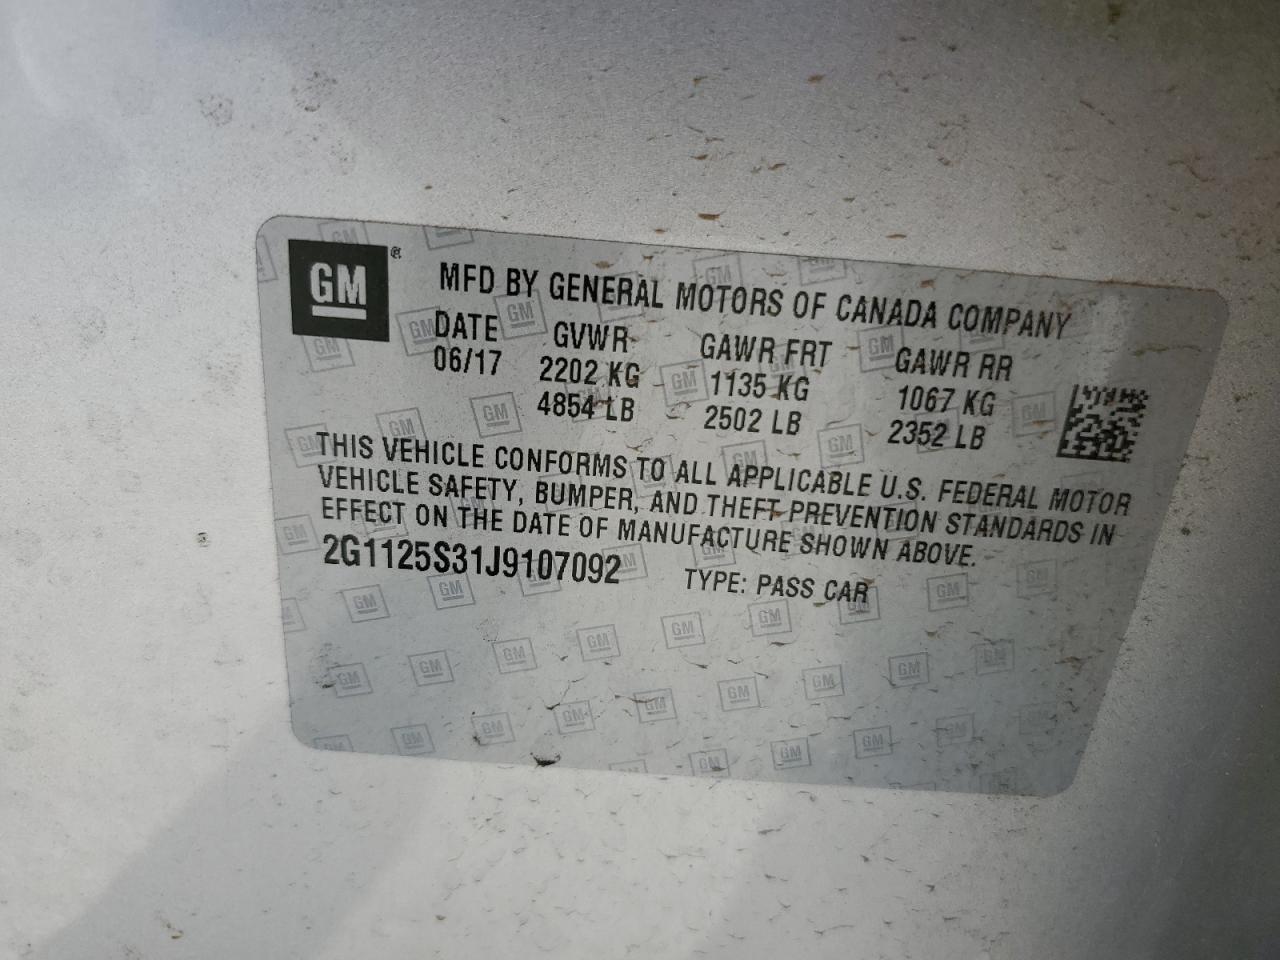 GM
MFD BY GENERAL MOTORS OF CANADA COMPANY
DATE GVWR GAWR FRT GAWR RR
06/17 2202 KG 1135 KG 1067 KG
4854 LB 2502 LB 2352 LB
THIS VEHICLE CONFORMS TO ALL APPLICABLE U.S. FEDERAL MOTOR
VEHICLE SAFETY, BUMPER, AND THEFT PREVENTION STANDARDS IN
EFFECT ON THE DATE OF MANUFACTURE SHOWN ABOVE.
2G1125S31J9107092 TYPE: PASS CAR